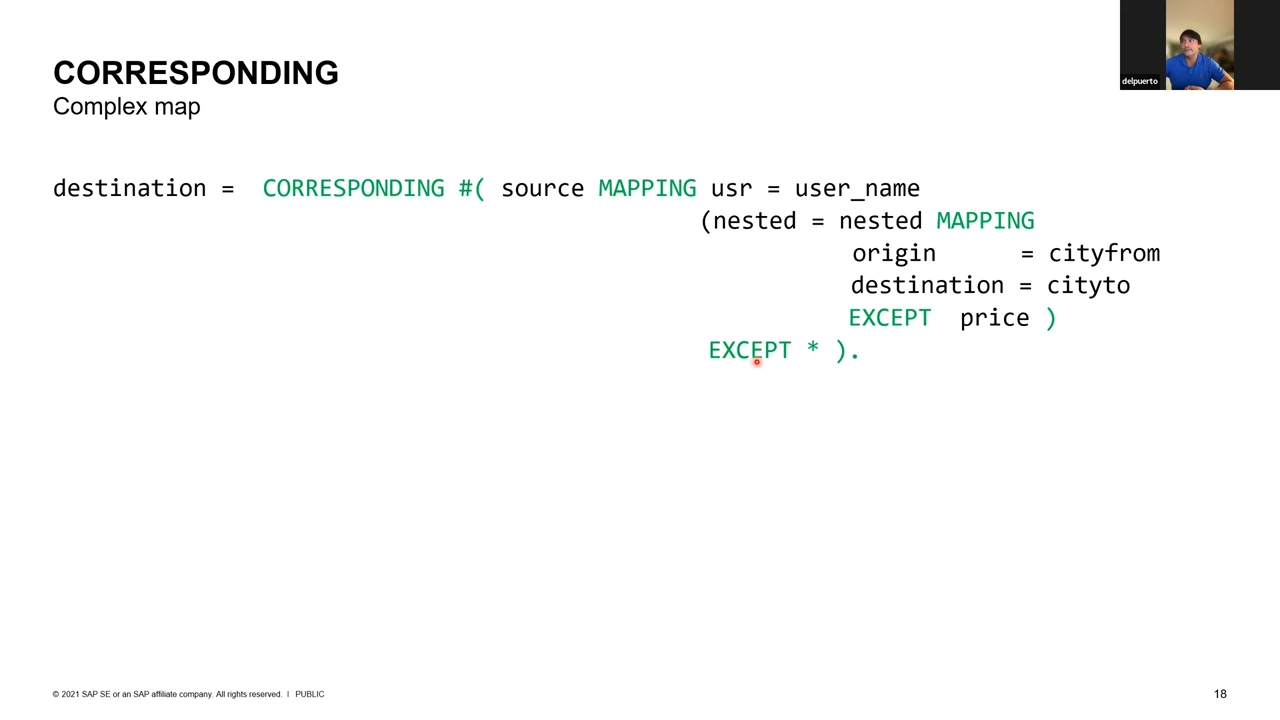 CORRESPONDING
Complex map
delpuerto
destination = CORRESPONDING #( source MAPPING usr = user_name
(nested = nested MAPPING
origin = cityfrom
destination = cityto
EXCEPT price )
EXCEPT * ).
© 2021 SAP SE or an SAP affiliate company. All rights reserved. | PUBLIC
18